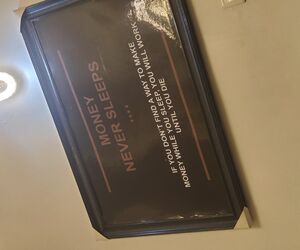 MONEY
NEVER SLEEPS
....
IF YOU DON'T FIND A WAY TO MAKE
MONEY WHILE YOU SLEEP, YOU WILL WORK
UNTIL YOU DIE